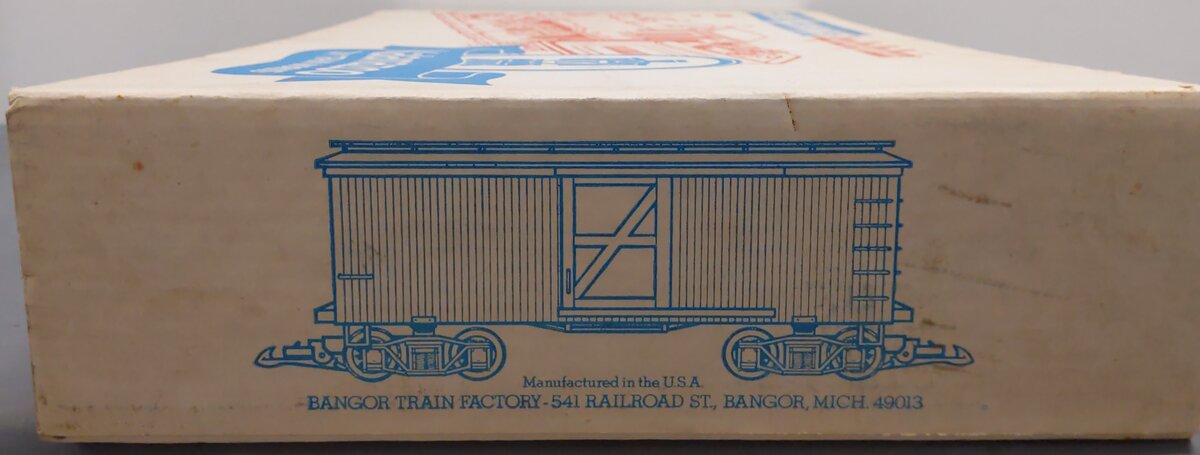 Manufactured in the U.S.A.
BANGOR TRAIN FACTORY - 541 RAILROAD ST., BANGOR, MICH. 49013